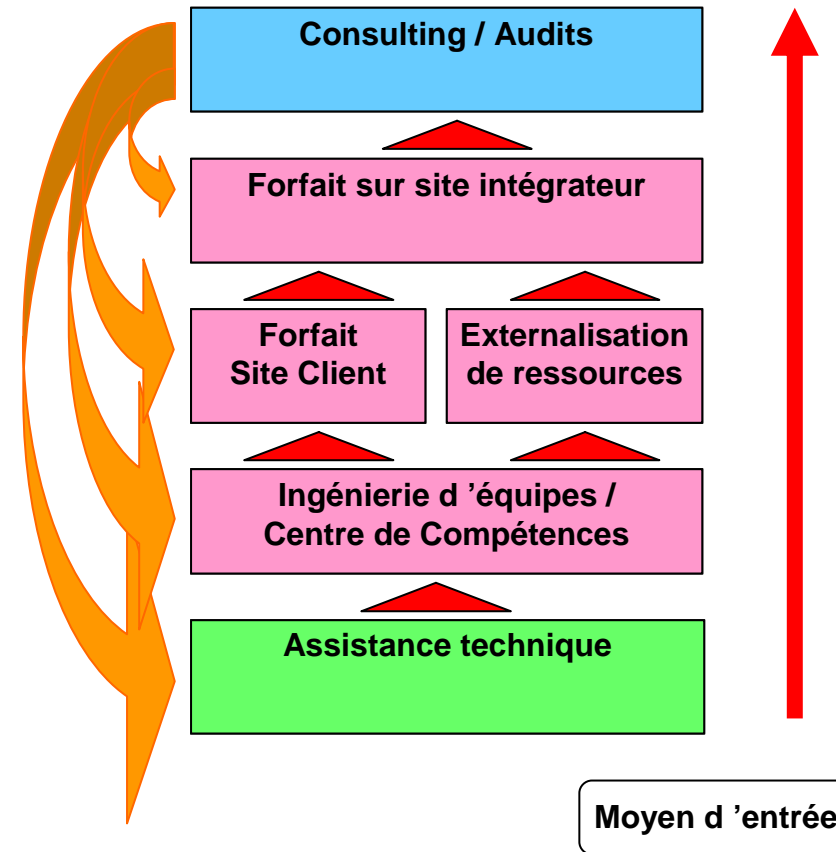 Consulting / Audits
Forfait sur site intégrateur
Forfait
Site Client
Externalisation
de ressources
Ingénierie d ’équipes /
Centre de Compétences
Assistance technique
Moyen d ’entrée